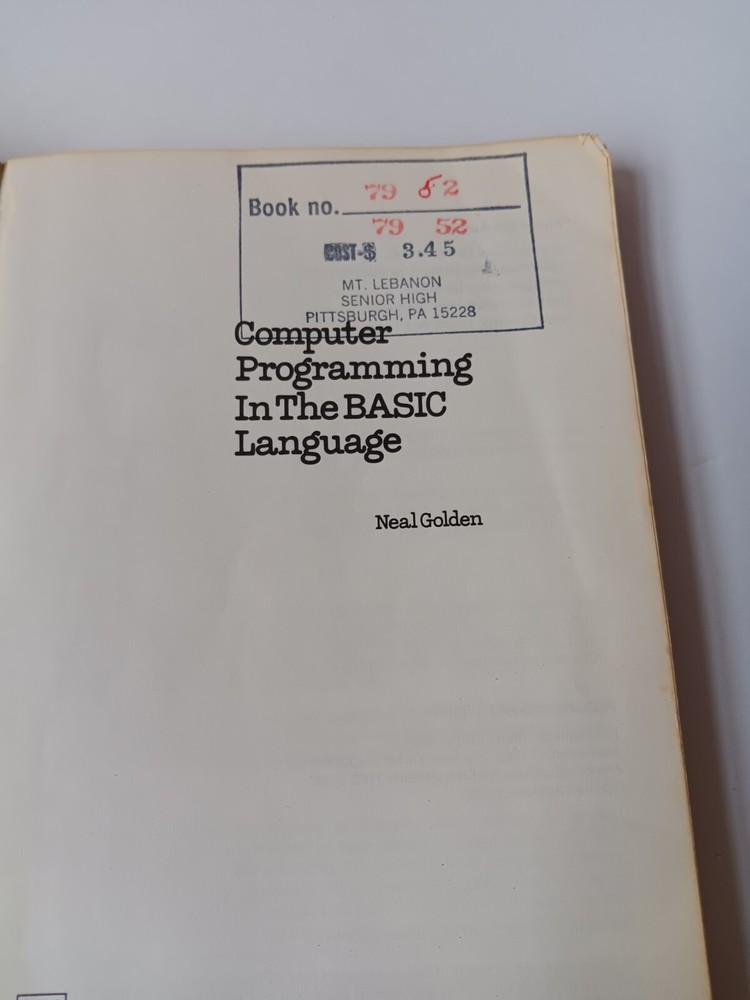 79 52
Book no.
79 52
COST-$ 3.45
MT. LEBANON
SENIOR HIGH
PITTSBURGH, PA 15228
Computer
Programming
In The BASIC
Language
Neal Golden